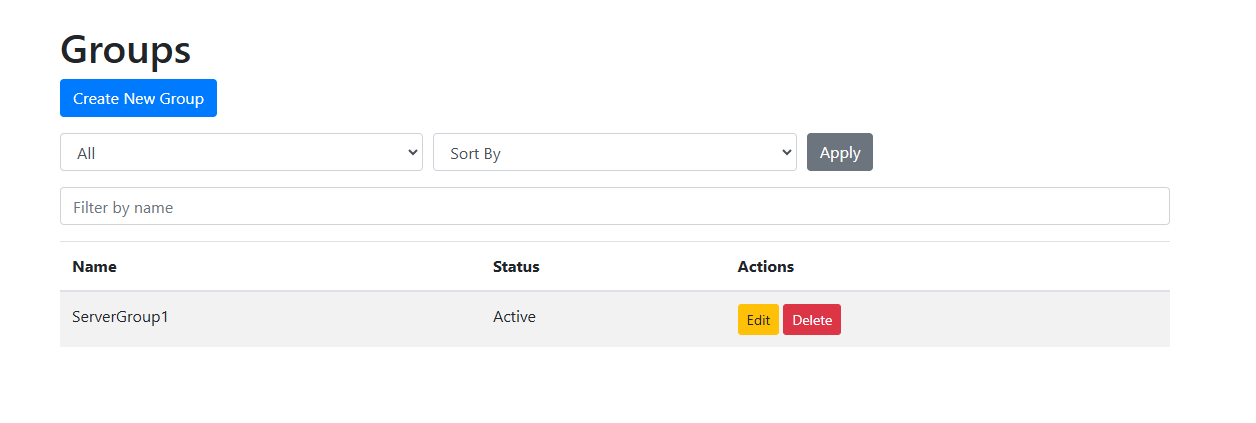 Groups
Create New Group
All Sort By Apply
Filter by name
Name Status Actions
ServerGroup1 Active Edit Delete